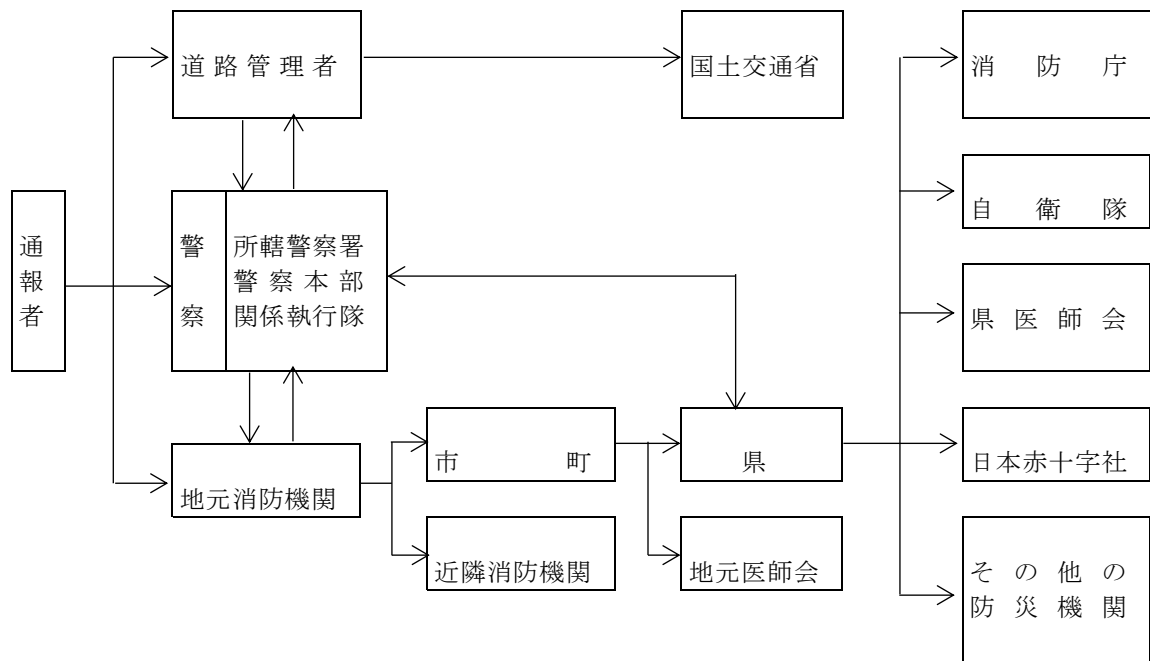 道路管理者
国土交通省
消防庁
自衛隊
通報者
警察
所轄警察署
警察本部
関係執行隊
県医師会
市町
県
日本赤十字社
地元消防機関
近隣消防機関
地元医師会
その他の
防災機関